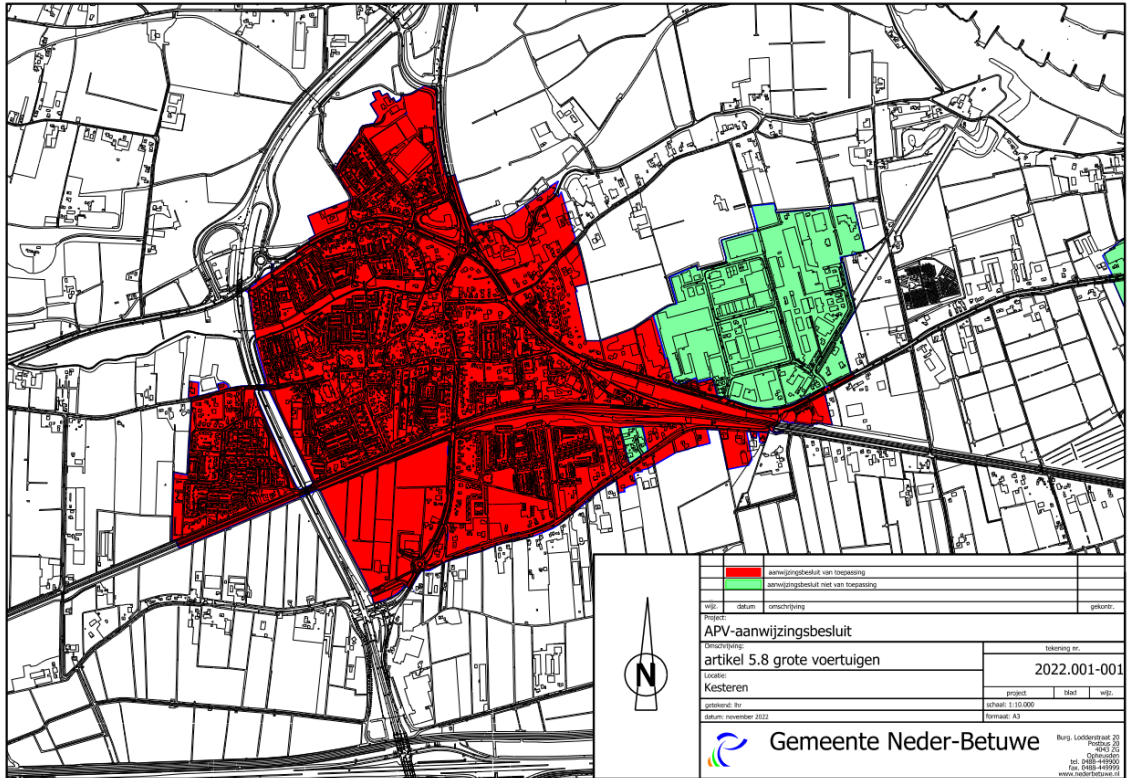 aanwijzingsbesluit van toepassing
aanwijzingsbesluit niet van toepassing
wijz. datum omschrijving gekontr.
Project:
APV-aanwijzingsbesluit
Omschrijving:
artikel 5.8 grote voertuigen
tekening nr.
2022.001-001
Locatie:
Kesteren
project blad wijz.
getekend: lhr
schaal: 1:10.000
datum: november 2022
formaat: A3
N
Gemeente Neder-Betuwe
Burg. Lodderstraat 20
Postbus 20
4043 ZG
Opheusden
tel. 0488-449900
fax. 0488-449999
www.nederbetuwe.nl